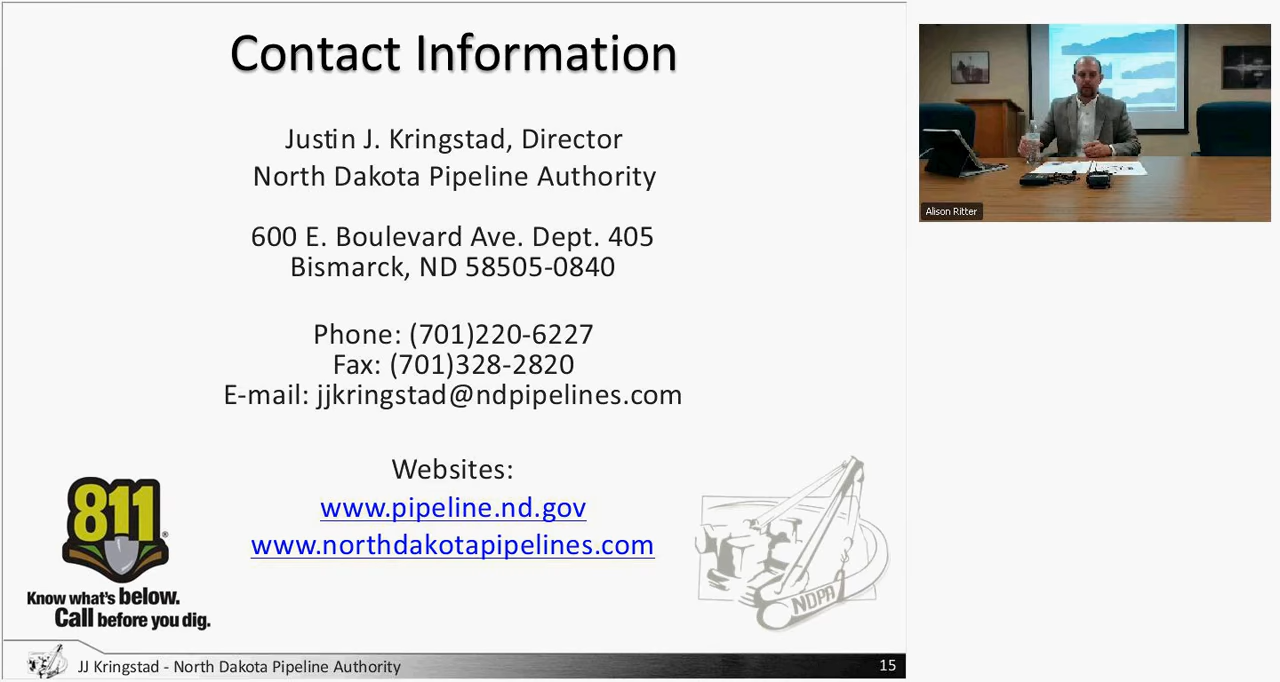 Contact Information
Justin J. Kringstad, Director
North Dakota Pipeline Authority
600 E. Boulevard Ave. Dept. 405
Bismarck, ND 58505-0840
Phone: (701)220-6227
Fax: (701)328-2820
E-mail: jjkringstad@ndpipelines.com
Websites:
www.pipeline.nd.gov
www.northdakotapipelines.com
811®
Know what's below.
Call before you dig.
NDPA
JJ Kringstad - North Dakota Pipeline Authority
15
Alison Ritter